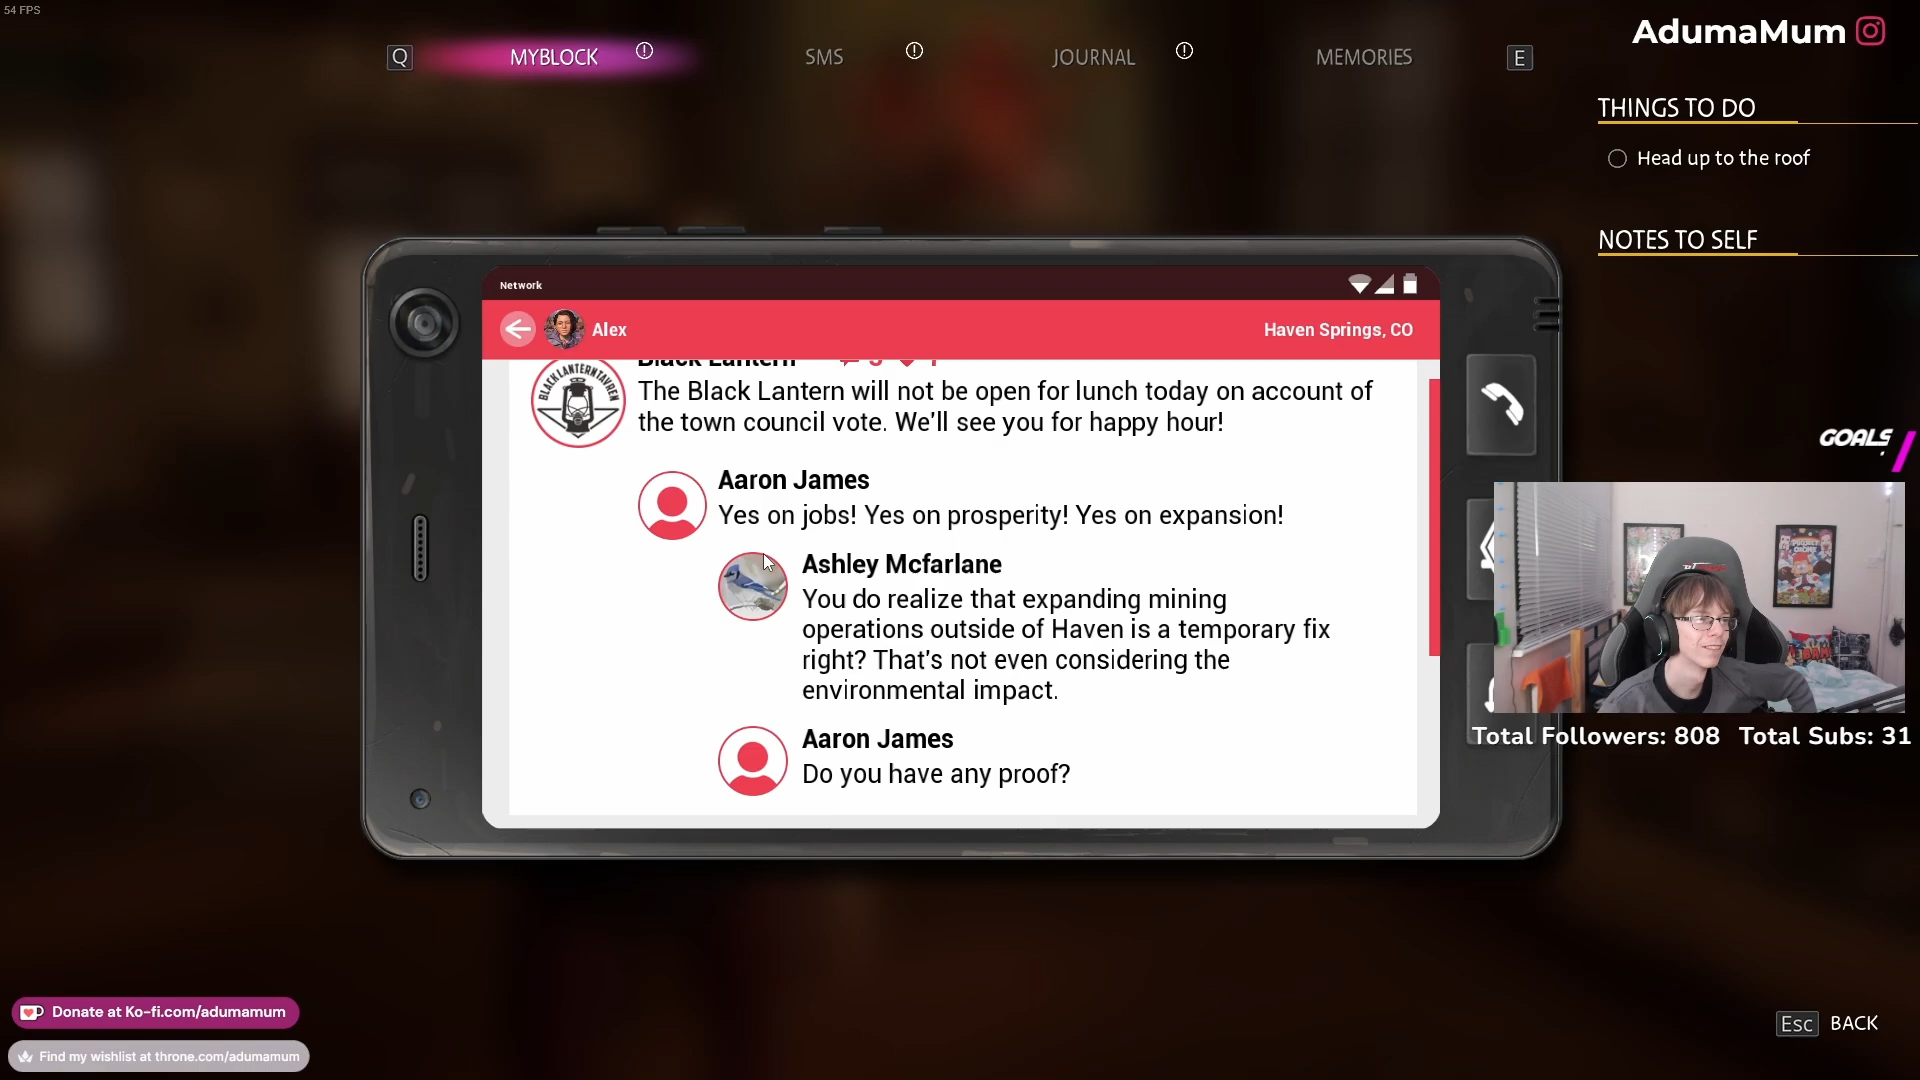 54 FPS
AdumaMum
Q
MYBLOCK
SMS
JOURNAL
MEMORIES
E
THINGS TO DO
Head up to the roof
NOTES TO SELF
Network
Alex
Haven Springs, CO
Black Lantern
BLACK LANTERN TAVREN
The Black Lantern will not be open for lunch today on account of
the town council vote. We'll see you for happy hour!
Aaron James
Yes on jobs! Yes on prosperity! Yes on expansion!
Ashley Mcfarlane
You do realize that expanding mining
operations outside of Haven is a temporary fix
right? That's not even considering the
environmental impact.
Aaron James
Do you have any proof?
GOALS
Total Followers: 808 Total Subs: 31
Donate at Ko-fi.com/adumamum
Find my wishlist at throne.com/adumamum
Esc BACK